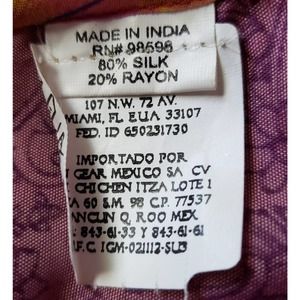 MADE IN INDIA
RN# 98598
80% SILK
20% RAYON
107 N.W. 72 AV.
MIAMI, FL EUA 33107
FED. ID 650231730
IMPORTADO POR
GEAR MEXICO SA CV
CHICHEN ITZA LOTE 1
60 S.M. 98 C.P. 77537
ANCUN Q. ROO MEX
: 843-61-33 Y 843-61-61
.F.C. IGM-021112-SU3